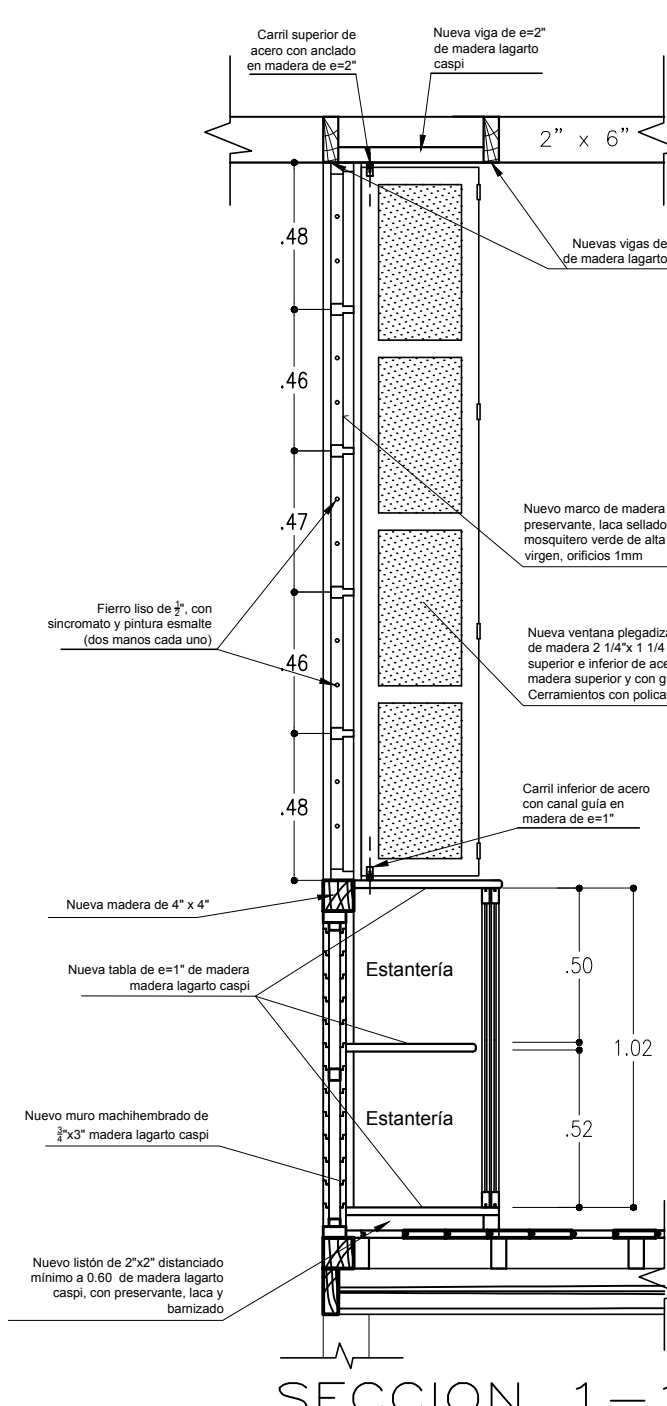 Carril superior de
acero con anclado
en madera de e=2"
Nueva viga de e=2"
de madera lagarto
caspi
2" x 6"
.48
Nuevas vigas de
de madera lagarto
.46
Nuevo marco de madera
preservante, laca sellado
mosquitero verde de alta
virgen, orificios 1mm
.47
Fierro liso de ½", con
sincromato y pintura esmalte
(dos manos cada uno)
Nueva ventana plegadiza
de madera 2 1/4"x 1 1/4
superior e inferior de ace
madera superior y con g
Cerramientos con polica
.46
Carril inferior de acero
con canal guía en
madera de e=1"
.48
Nueva madera de 4" x 4"
Nueva tabla de e=1" de madera
madera lagarto caspi
Estantería
.50
1.02
Nuevo muro machihembrado de
¾"x3" madera lagarto caspi
Estantería
.52
Nuevo listón de 2"x2" distanciado
mínimo a 0.60 de madera lagarto
caspi, con preservante, laca y
barnizado
SECCION 1-1